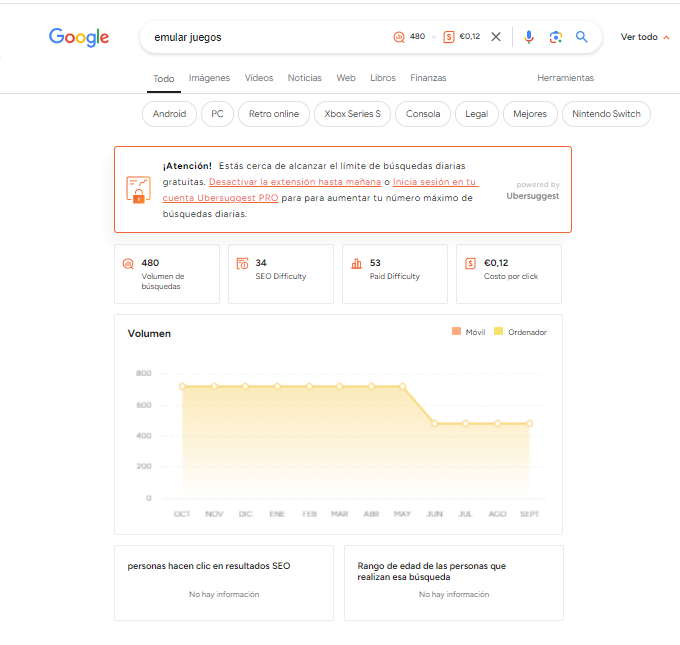 Google
emular juegos
480
€0,12
Ver todo
Todo
Imágenes
Videos
Noticias
Web
Libros
Finanzas
Herramientas
Android
PC
Retro online
Xbox Series S
Consola
Legal
Mejores
Nintendo Switch
¡Atención! Estás cerca de alcanzar el límite de búsquedas diarias
gratuitas. Desactivar la extensión hasta mañana o Inicia sesión en tu
cuenta Ubersuggest PRO para para aumentar tu número máximo de
búsquedas diarias.
powered by
Ubersuggest
480
Volumen de
búsquedas
34
SEO Difficulty
53
Paid Difficulty
€0,12
Costo por click
Volumen
Móvil
Ordenador
800
600
400
200
0
OCT NOV DIC ENE FEB MAR ABR MAY JUN JUL AGO SEPT
personas hacen clic en resultados SEO
No hay información
Rango de edad de las personas que
realizan esa búsqueda
No hay información